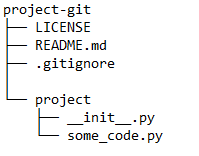 project-git
├── LICENSE
├── README.md
├── .gitignore
│
└── project
    ├── __init__.py
    └── some_code.py